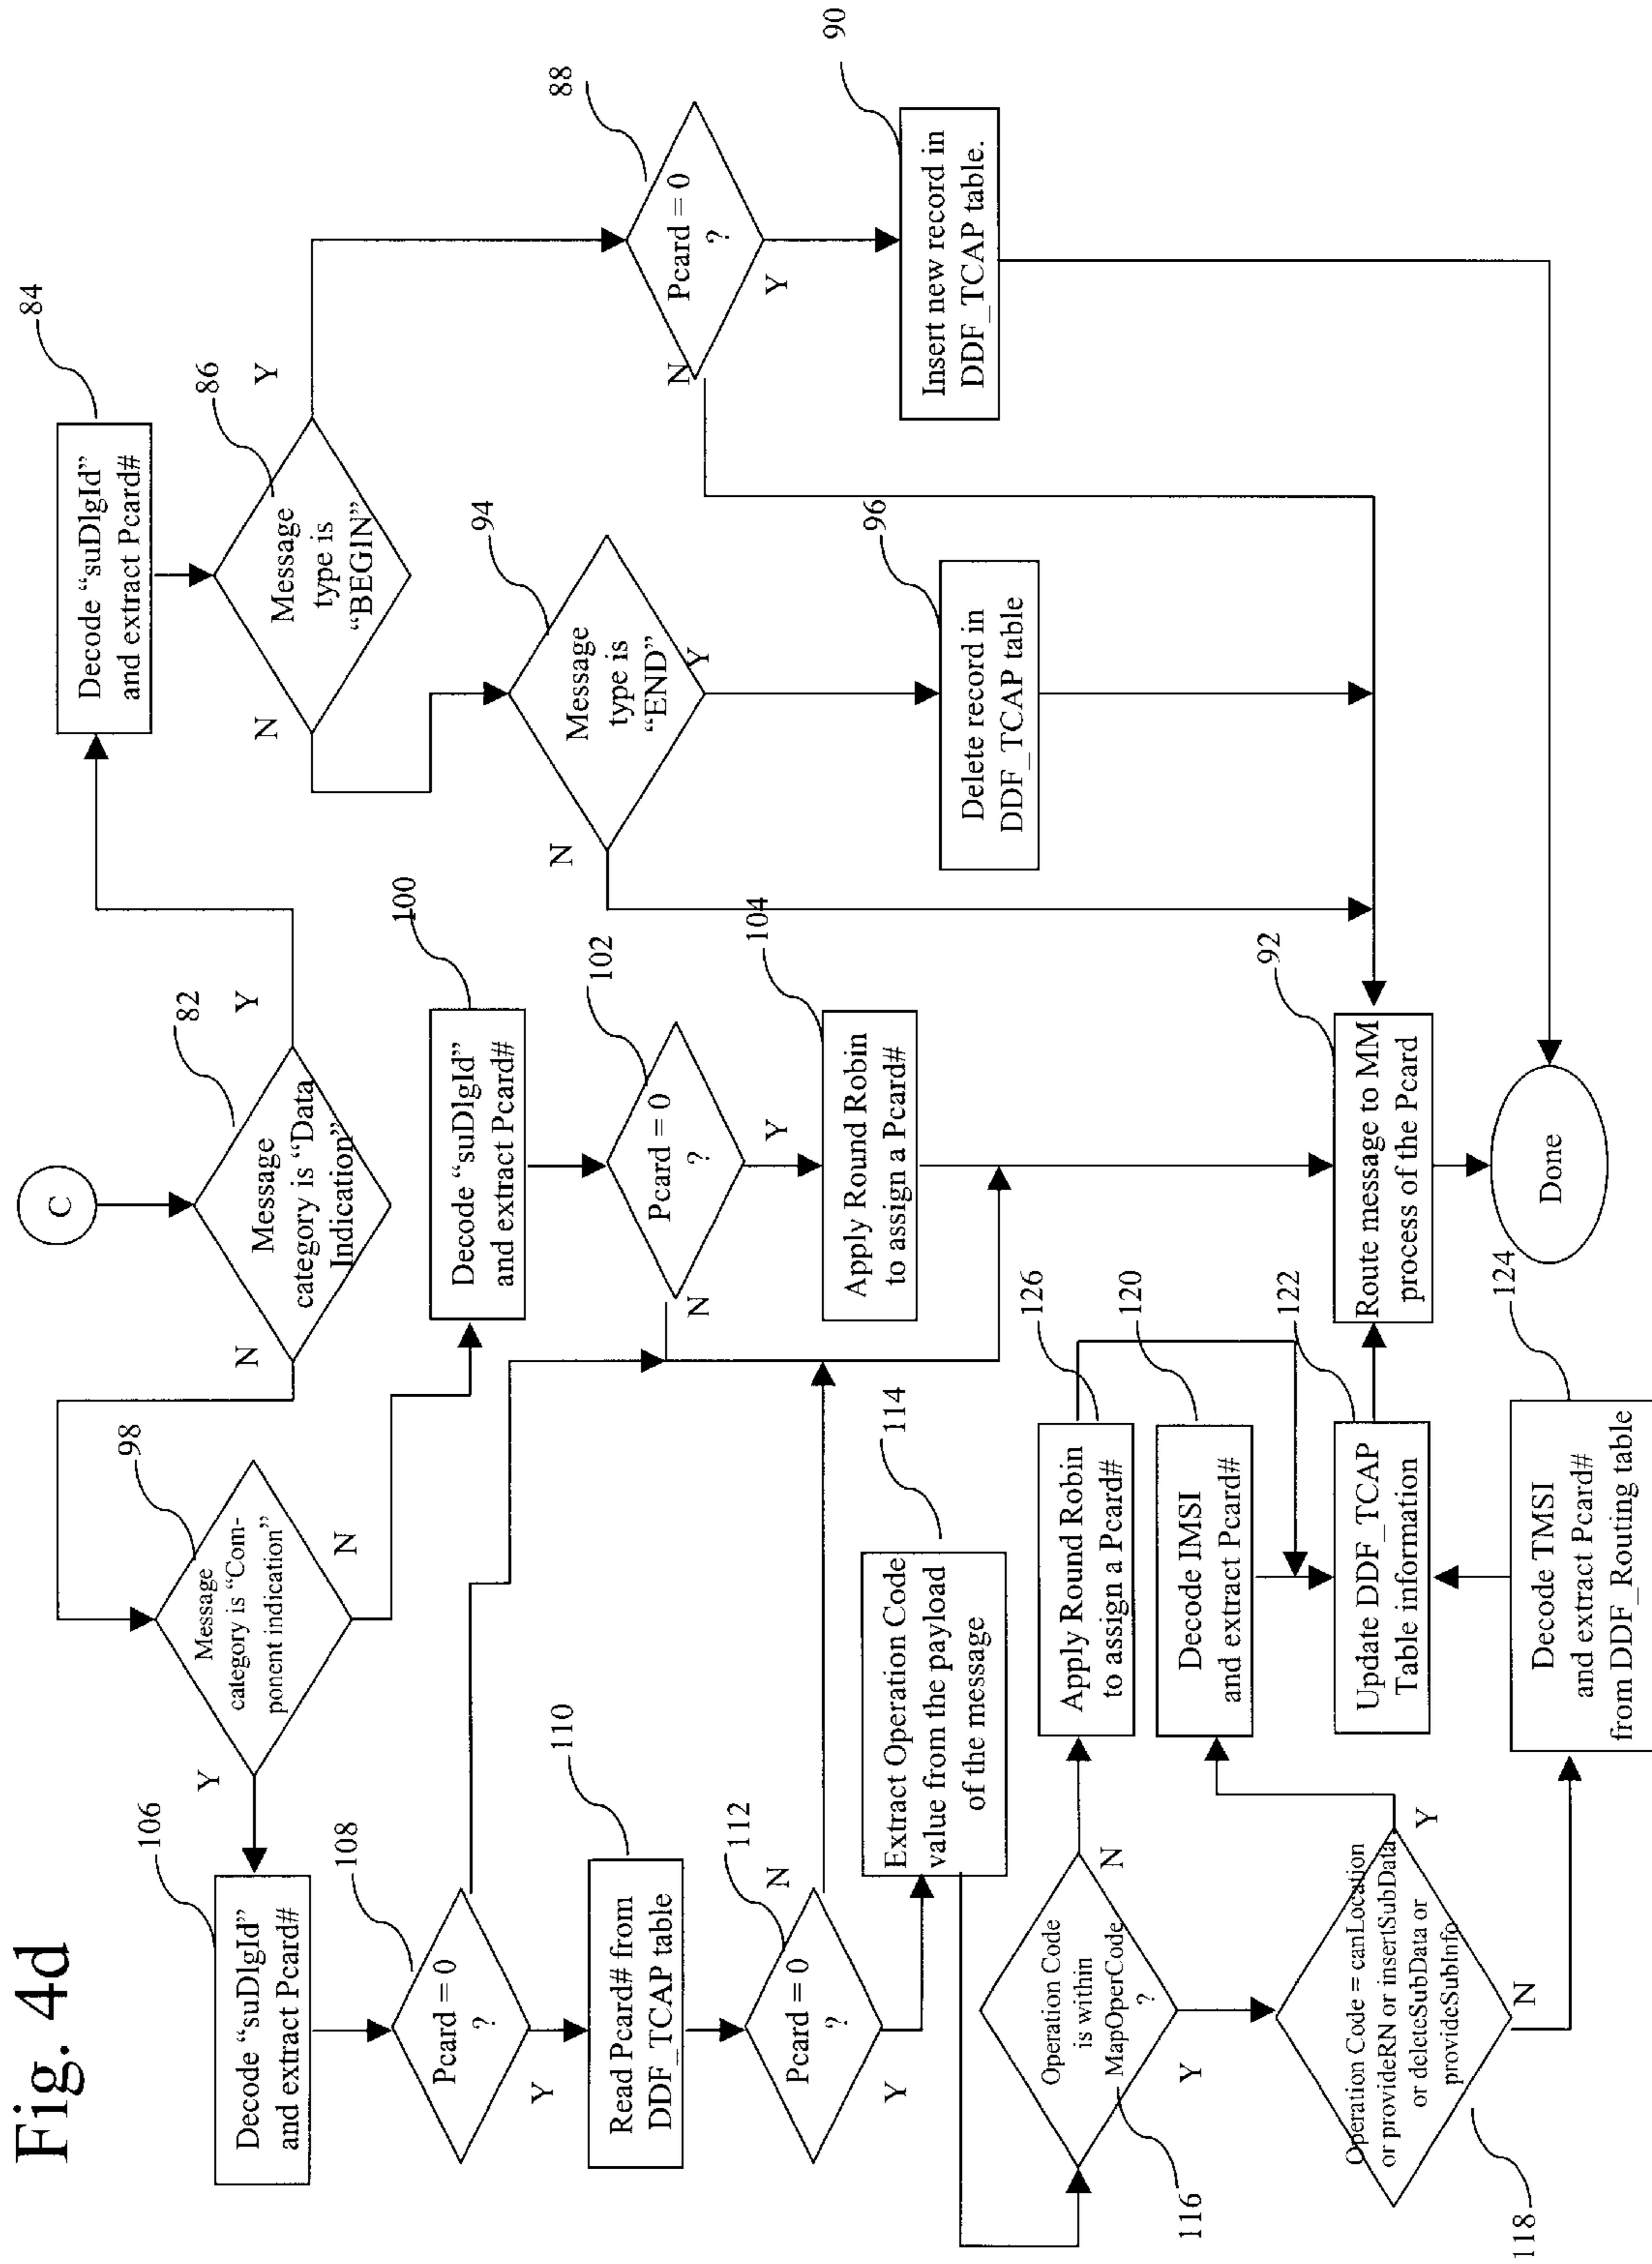 Fig. 4d
C
82
Message
category is “Data
Indication”
Y
N
84
Decode “suDlgId”
and extract Pcard#
86
Message
type is
“BEGIN”
Y
N
88
Pcard = 0
?
N
Y
90
Insert new record in
DDF_TCAP table.
94
Message
type is
“END”
N
Y
96
Delete record in
DDF_TCAP table
98
Message
category is “Com-
ponent indication”
Y
N
100
Decode “suDlgId”
and extract Pcard#
102
Pcard = 0
?
N
Y
104
Apply Round Robin
to assign a Pcard#
92
Route message to MM
process of the Pcard
Done
106
Decode “suDlgId”
and extract Pcard#
108
Pcard = 0
?
Y
110
Read Pcard# from
DDF_TCAP table
112
Pcard = 0
?
N
Y
114
Extract Operation Code
value from the payload
of the message
116
Operation Code
is within
MapOperCode
?
N
Y
126
Apply Round Robin
to assign a Pcard#
120
Decode IMSI
and extract Pcard#
118
Operation Code = canLocation
or provideRN or insertSubData
or deleteSubData or
provideSubInfo
Y
N
122
Update DDF_TCAP
Table information
124
Decode TMSI
and extract Pcard#
from DDF_Routing table